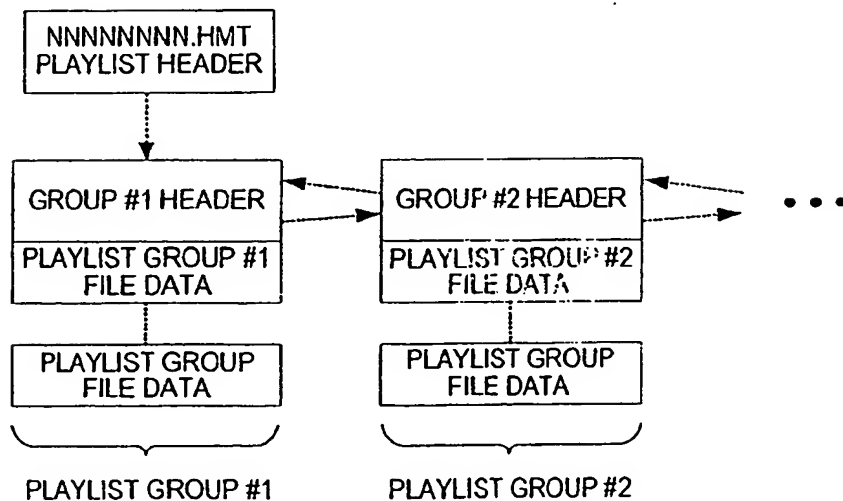 NNNNNNNN.HMT
PLAYLIST HEADER
GROUP #1 HEADER
GROUP #2 HEADER
PLAYLIST GROUP #1
FILE DATA
PLAYLIST GROUP #2
FILE DATA
PLAYLIST GROUP
FILE DATA
PLAYLIST GROUP
FILE DATA
PLAYLIST GROUP #1
PLAYLIST GROUP #2